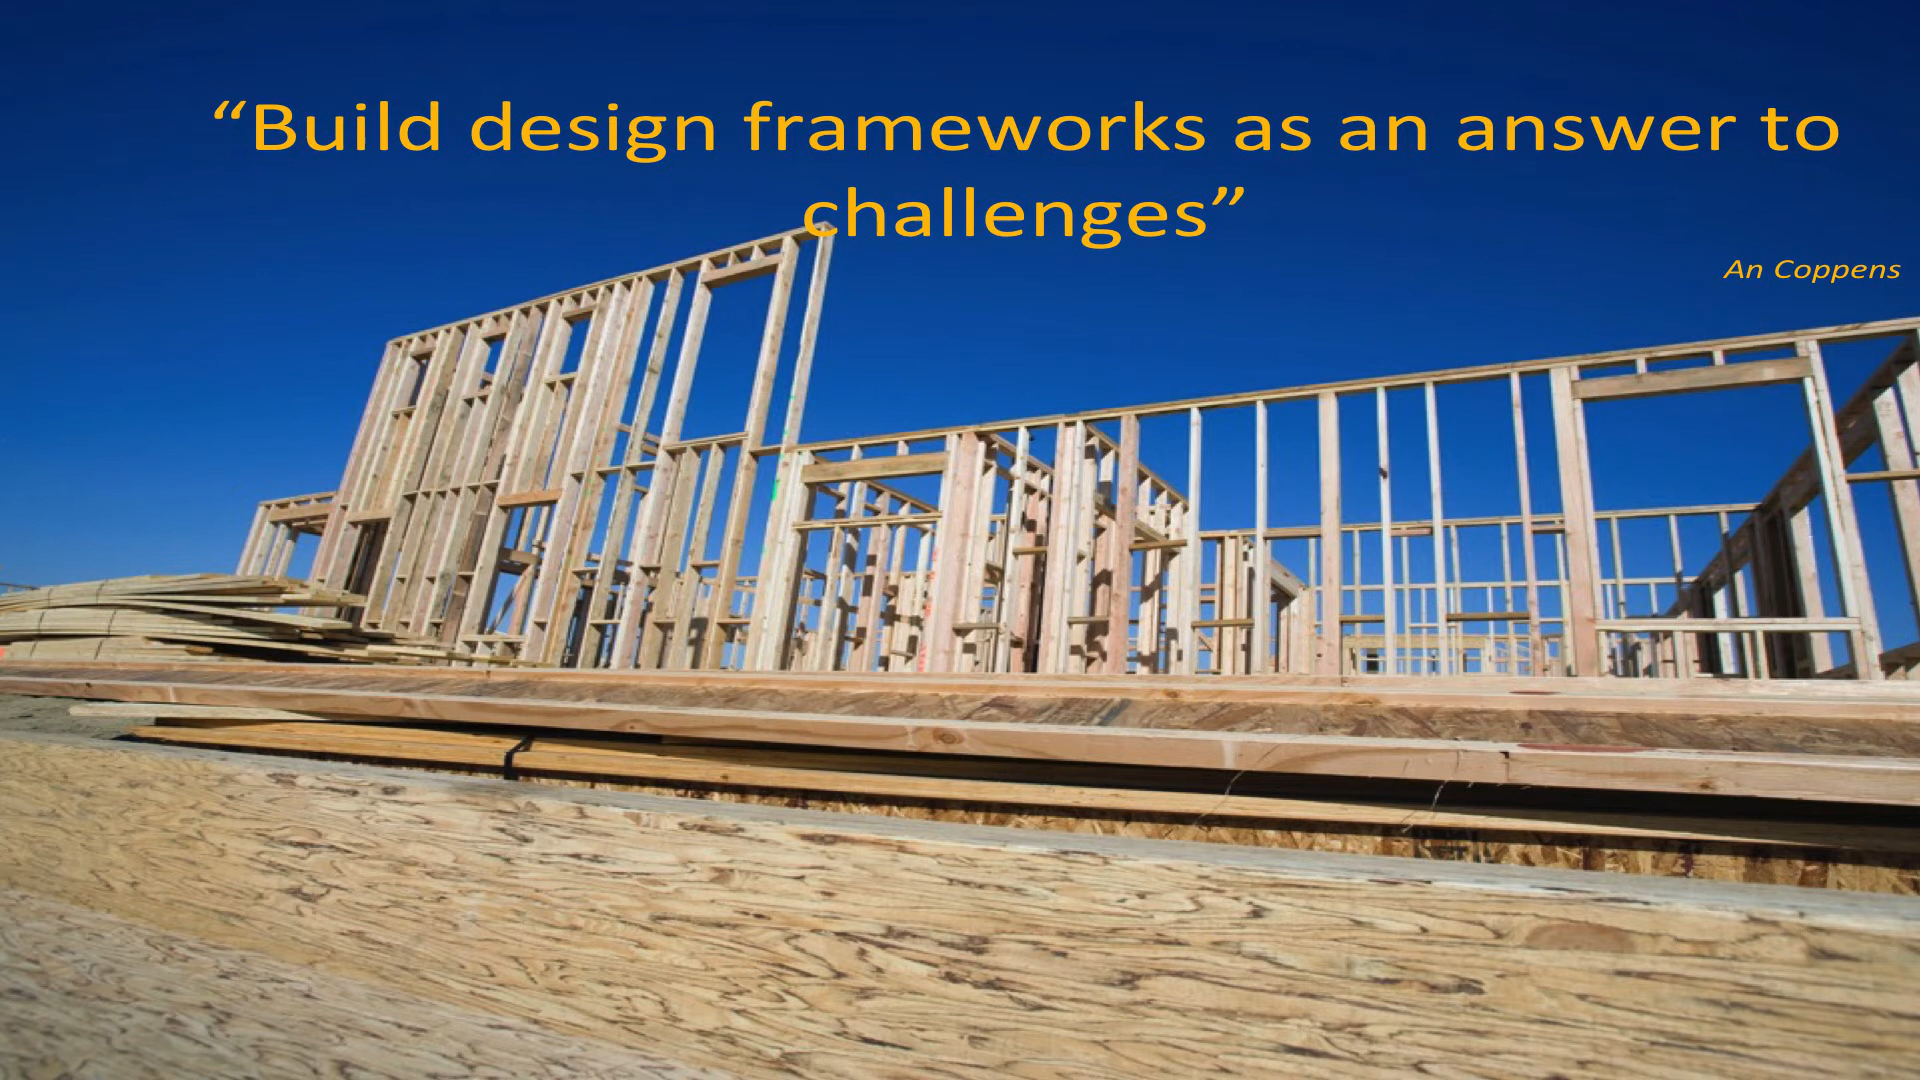 “Build design frameworks as an answer to
challenges”
An Coppens